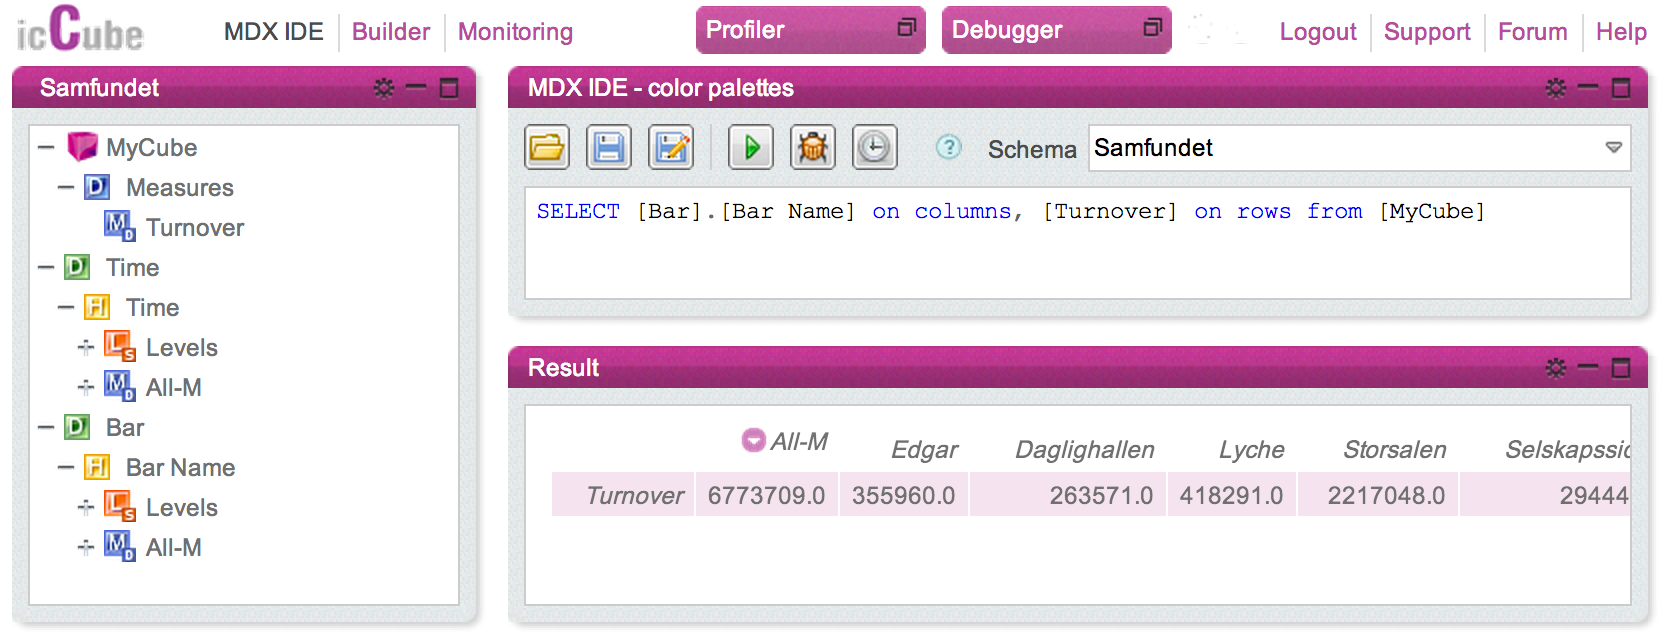 icCube MDX IDE Builder Monitoring Profiler Debugger Logout Support Forum Help
Samfundet
MyCube
Measures
Turnover
Time
Time
Levels
All-M
Bar
Bar Name
Levels
All-M
MDX IDE - color palettes
? Schema Samfundet
SELECT [Bar].[Bar Name] on columns, [Turnover] on rows from [MyCube]
Result
All-M Edgar Daglighallen Lyche Storsalen
Turnover 6773709.0 355960.0 263571.0 418291.0 2217048.0 29444